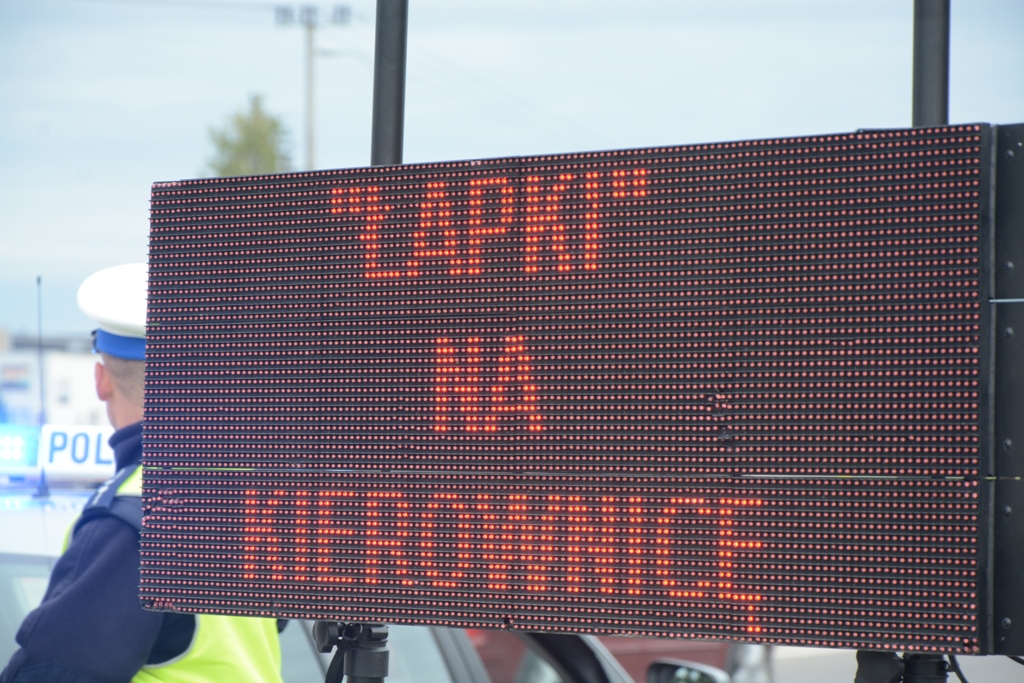 "ŁAPKI"
NA
KIEROWNICĘ
POL